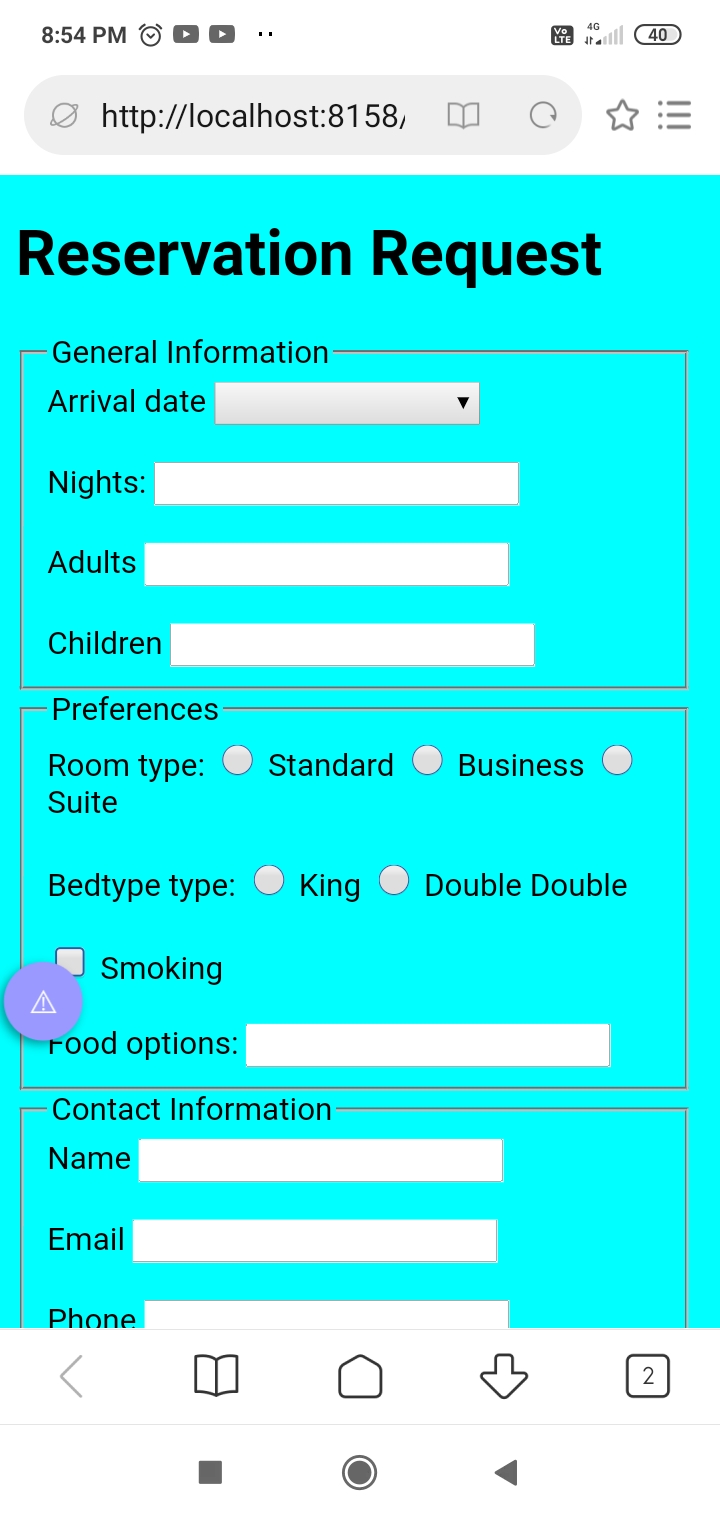 8:54 PM
Vo LTE 4G 40
http://localhost:8158/
Reservation Request
General Information
Arrival date
Nights:
Adults
Children
Preferences
Room type: Standard Business
Suite
Bedtype type: King Double Double
Smoking
Food options:
Contact Information
Name
Email
Phone
2